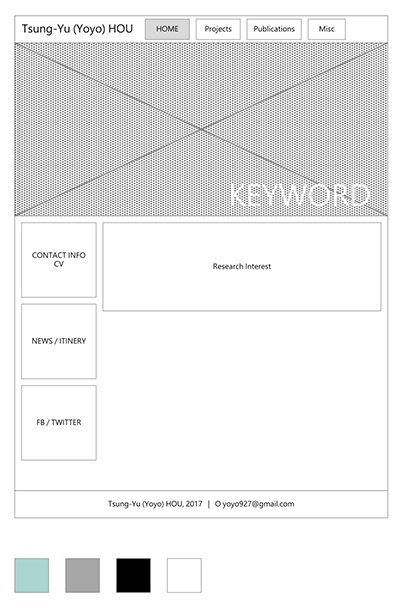 Tsung-Yu (Yoyo) HOU HOME Projects Publications Misc
KEYWORD
CONTACT INFO
CV
Research Interest
NEWS / ITINERY
FB / TWITTER
Tsung-Yu (Yoyo) HOU, 2017 | O yoyo927@gmail.com